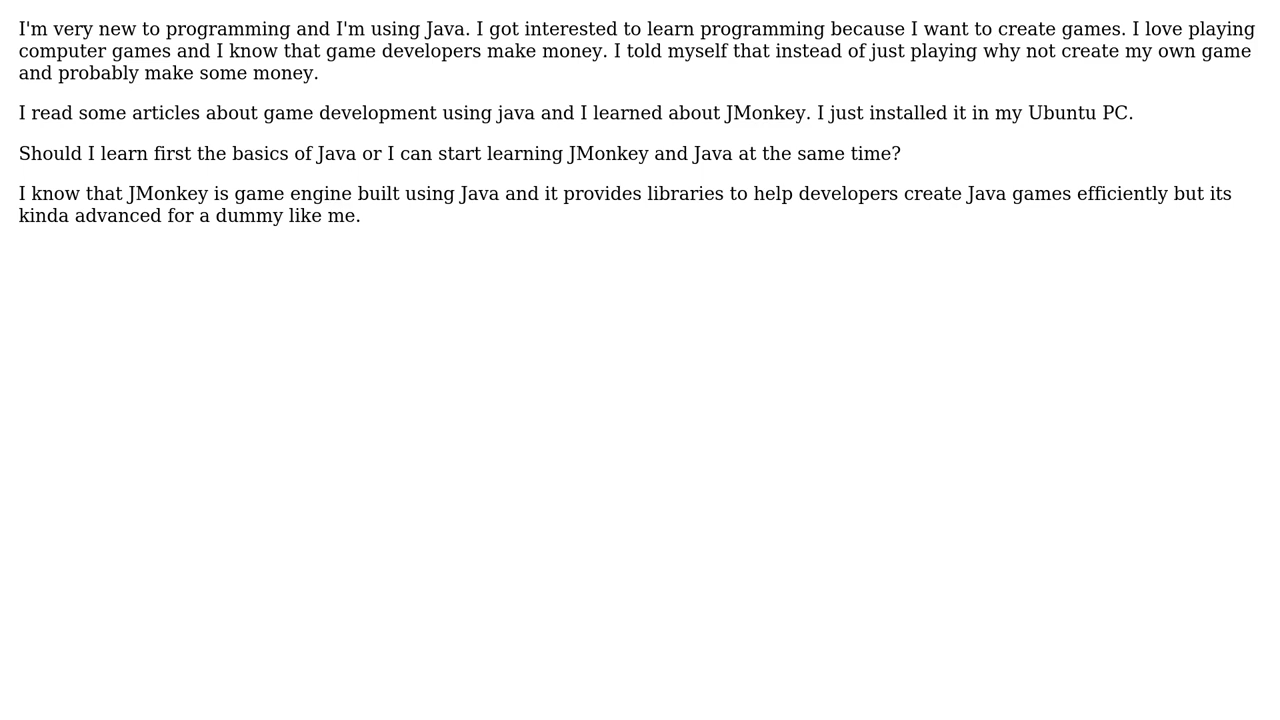 I'm very new to programming and I'm using Java. I got interested to learn programming because I want to create games. I love playing
computer games and I know that game developers make money. I told myself that instead of just playing why not create my own game
and probably make some money.
I read some articles about game development using java and I learned about JMonkey. I just installed it in my Ubuntu PC.
Should I learn first the basics of Java or I can start learning JMonkey and Java at the same time?
I know that JMonkey is game engine built using Java and it provides libraries to help developers create Java games efficiently but its
kinda advanced for a dummy like me.